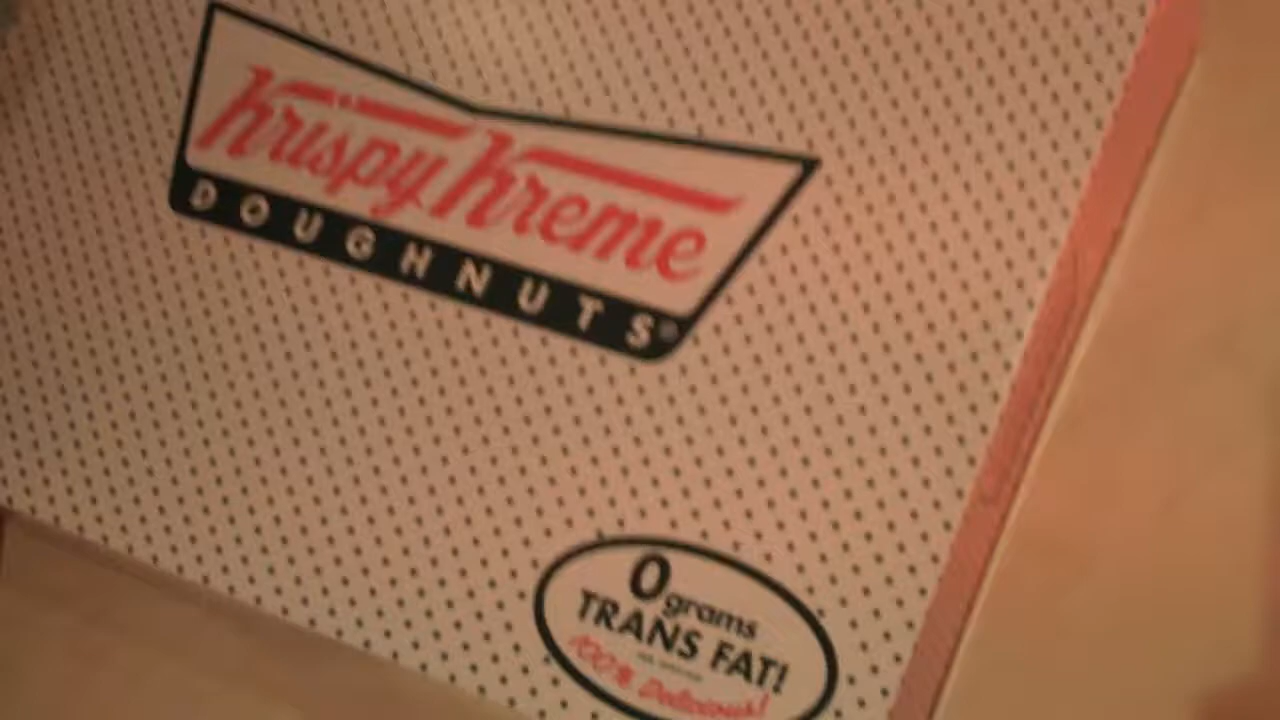 Krispy Kreme
DOUGHNUTS®
0 grams
TRANS FAT!
100% Delicious!